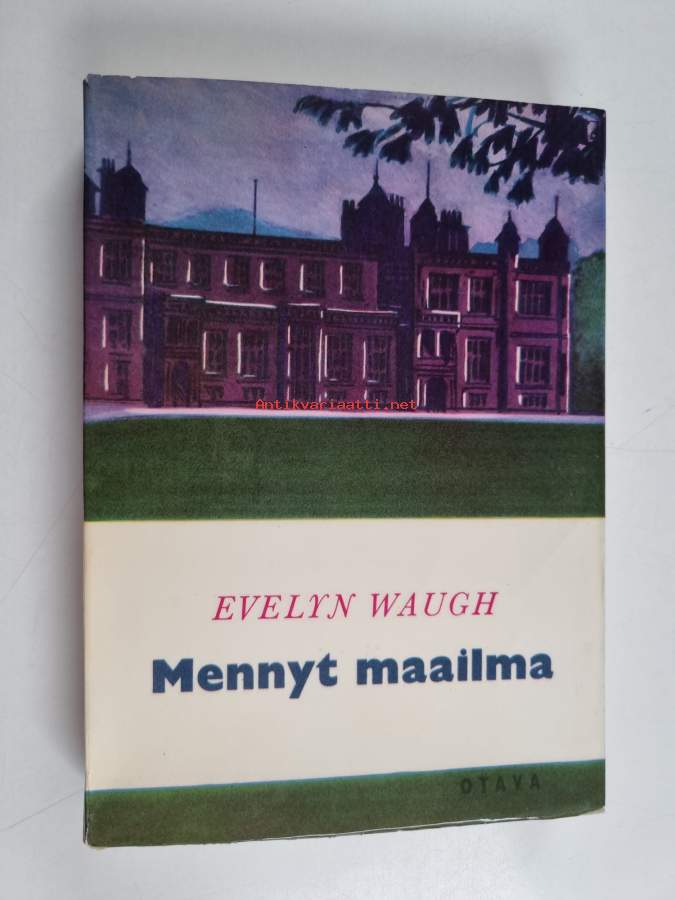 Antikvariaatti.net
EVELYN WAUGH
Mennyt maailma
OTAVA